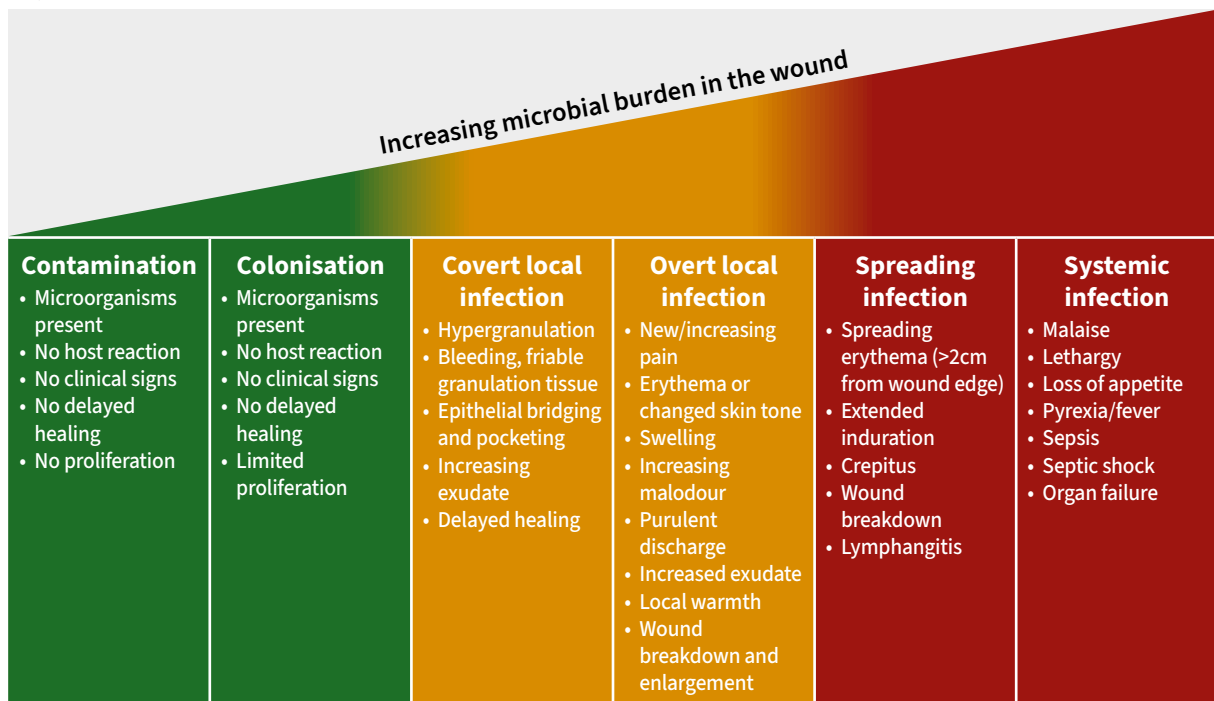 Increasing microbial burden in the wound
Contamination
• Microorganisms
present
• No host reaction
• No clinical signs
• No delayed
healing
• No proliferation
Colonisation
• Microorganisms
present
• No host reaction
• No clinical signs
• No delayed
healing
• Limited
proliferation
Covert local
infection
• Hypergranulation
• Bleeding, friable
granulation tissue
• Epithelial bridging
and pocketing
• Increasing
exudate
• Delayed healing
Overt local
infection
• New/increasing
pain
• Erythema or
changed skin tone
• Swelling
• Increasing
malodour
• Purulent
discharge
• Increased exudate
• Local warmth
• Wound
breakdown and
enlargement
Spreading
infection
• Spreading
erythema (>2cm
from wound edge)
• Extended
induration
• Crepitus
• Wound
breakdown
• Lymphangitis
Systemic
infection
• Malaise
• Lethargy
• Loss of appetite
• Pyrexia/fever
• Sepsis
• Septic shock
• Organ failure